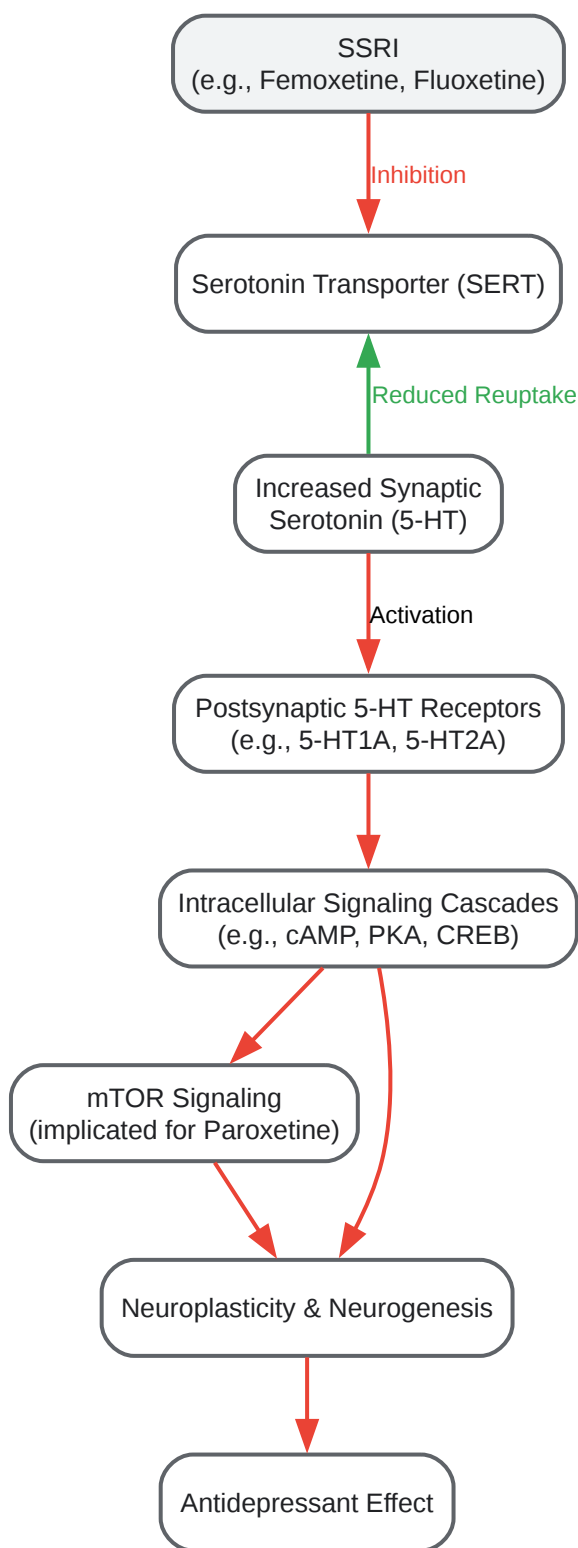 SSRI
(e.g., Femoxetine, Fluoxetine)
Inhibition
Serotonin Transporter (SERT)
Reduced Reuptake
Increased Synaptic
Serotonin (5-HT)
Activation
Postsynaptic 5-HT Receptors
(e.g., 5-HT1A, 5-HT2A)
Intracellular Signaling Cascades
(e.g., cAMP, PKA, CREB)
mTOR Signaling
(implicated for Paroxetine)
Neuroplasticity & Neurogenesis
Antidepressant Effect